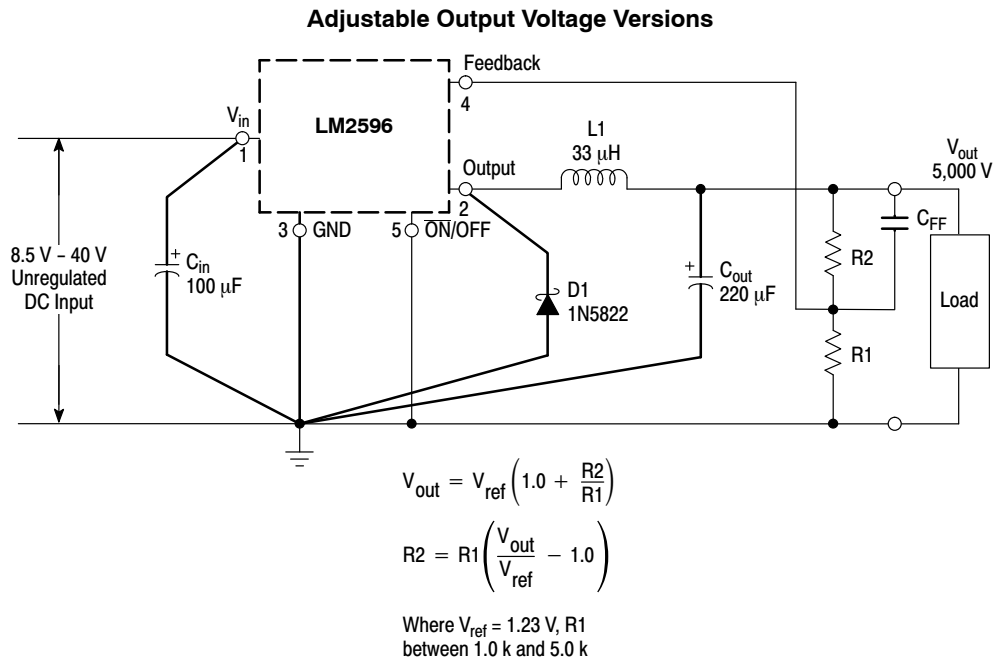 Adjustable Output Voltage Versions
Feedback
4
Vin
1
LM2596
L1
33 μH
Output
2
Vout
5,000 V
3 GND
5 ON/OFF
CFF
8.5 V - 40 V
Unregulated
DC Input
+ Cin
100 μF
D1
1N5822
+ Cout
220 μF
R2
Load
R1
Vout = Vref (1.0 + R2/R1)
R2 = R1 (Vout/Vref - 1.0)
Where Vref = 1.23 V, R1
between 1.0 k and 5.0 k